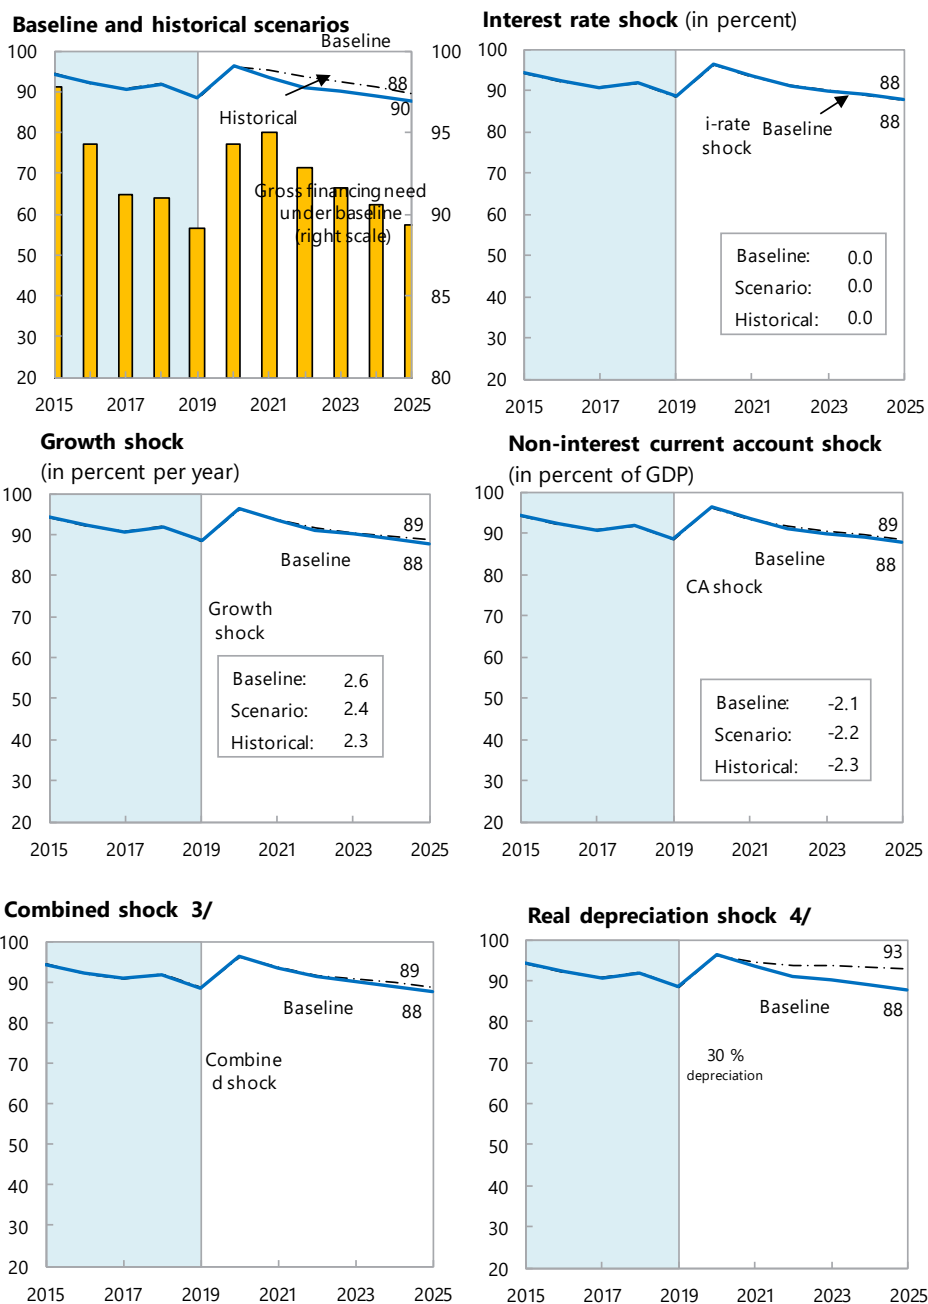 Baseline and historical scenarios
Baseline
100
90
80
70
60
50
40
30
20
100
95
90
85
80
88
90
Historical
Gross financing need
under baseline
(right scale)
2015 2017 2019 2021 2023 2025
Interest rate shock (in percent)
100
90
80
70
60
50
40
30
20
88
88
i-rate
shock
Baseline
Baseline: 0.0
Scenario: 0.0
Historical: 0.0
2015 2017 2019 2021 2023 2025
Growth shock
(in percent per year)
100
90
80
70
60
50
40
30
20
89
Baseline
88
Growth
shock
Baseline: 2.6
Scenario: 2.4
Historical: 2.3
2015 2017 2019 2021 2023 2025
Non-interest current account shock
(in percent of GDP)
100
90
80
70
60
50
40
30
20
89
Baseline
88
CA shock
Baseline: -2.1
Scenario: -2.2
Historical: -2.3
2015 2017 2019 2021 2023 2025
Combined shock 3/
100
90
80
70
60
50
40
30
20
89
Baseline
88
Combine
d shock
2015 2017 2019 2021 2023 2025
Real depreciation shock 4/
100
90
80
70
60
50
40
30
20
93
Baseline
88
30 %
depreciation
2015 2017 2019 2021 2023 2025